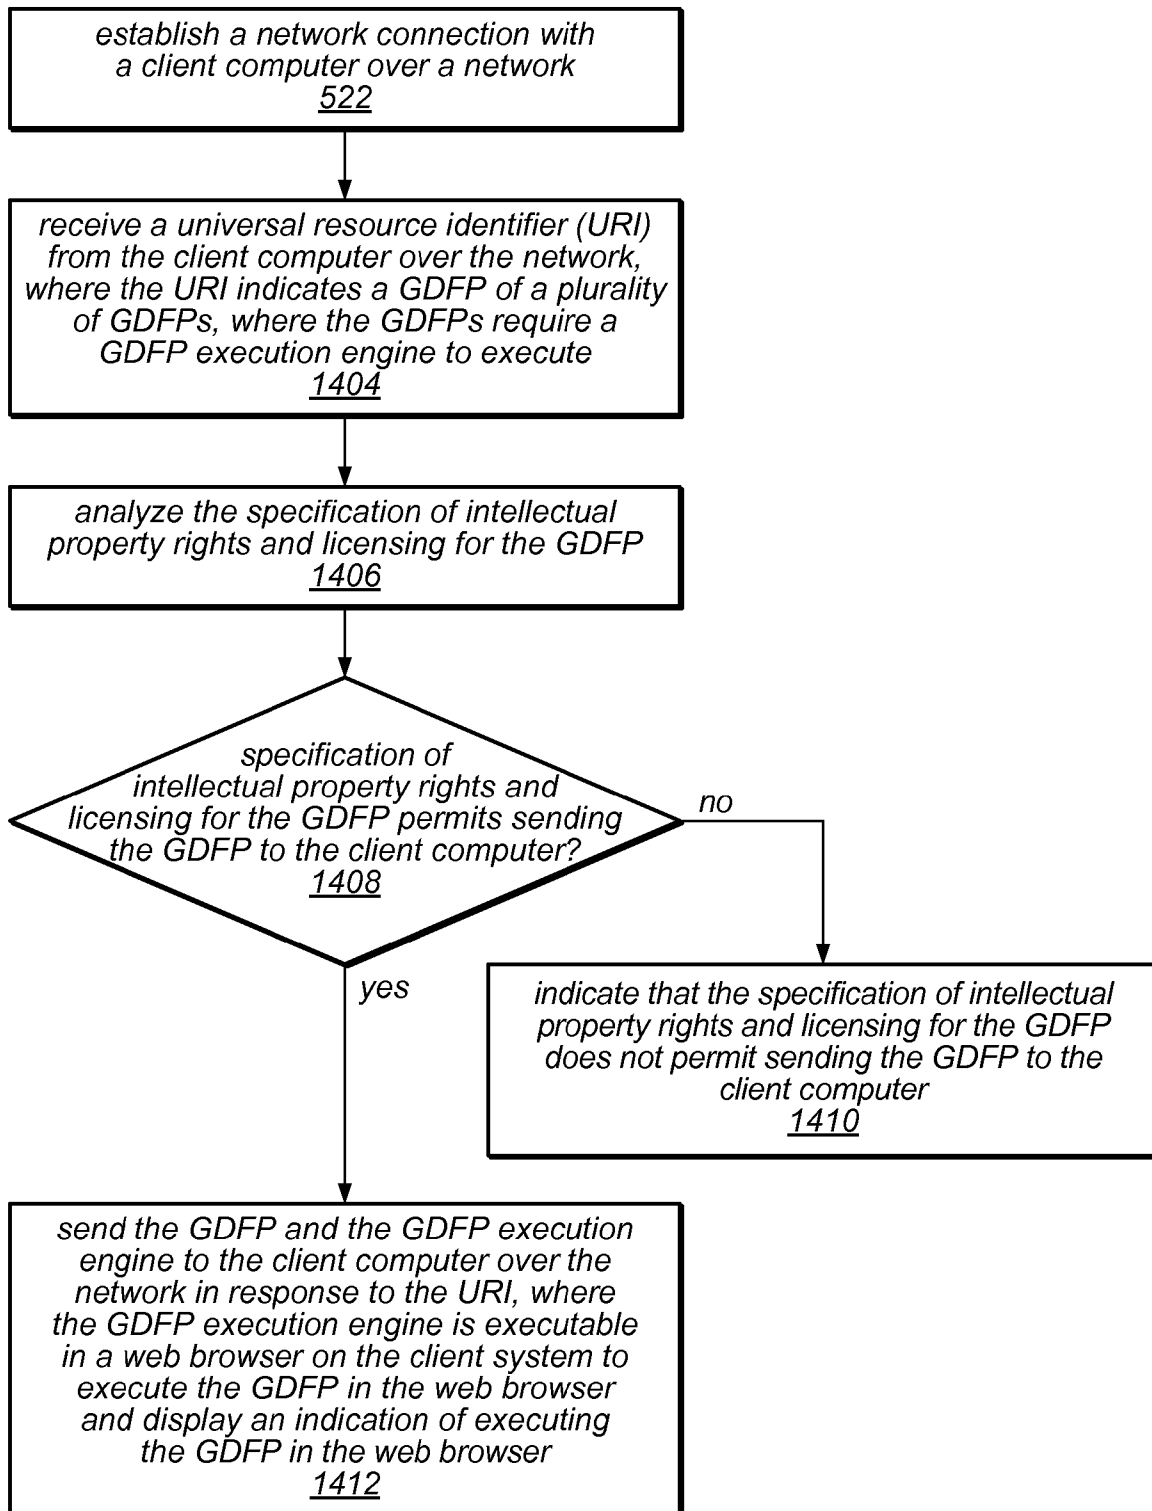 establish a network connection with
a client computer over a network
522
receive a universal resource identifier (URI)
from the client computer over the network,
where the URI indicates a GDFP of a plurality
of GDFPs, where the GDFPs require a
GDFP execution engine to execute
1404
analyze the specification of intellectual
property rights and licensing for the GDFP
1406
specification of
intellectual property rights and
licensing for the GDFP permits sending
the GDFP to the client computer?
1408
no
yes
indicate that the specification of intellectual
property rights and licensing for the GDFP
does not permit sending the GDFP to the
client computer
1410
send the GDFP and the GDFP execution
engine to the client computer over the
network in response to the URI, where
the GDFP execution engine is executable
in a web browser on the client system to
execute the GDFP in the web browser
and display an indication of executing
the GDFP in the web browser
1412